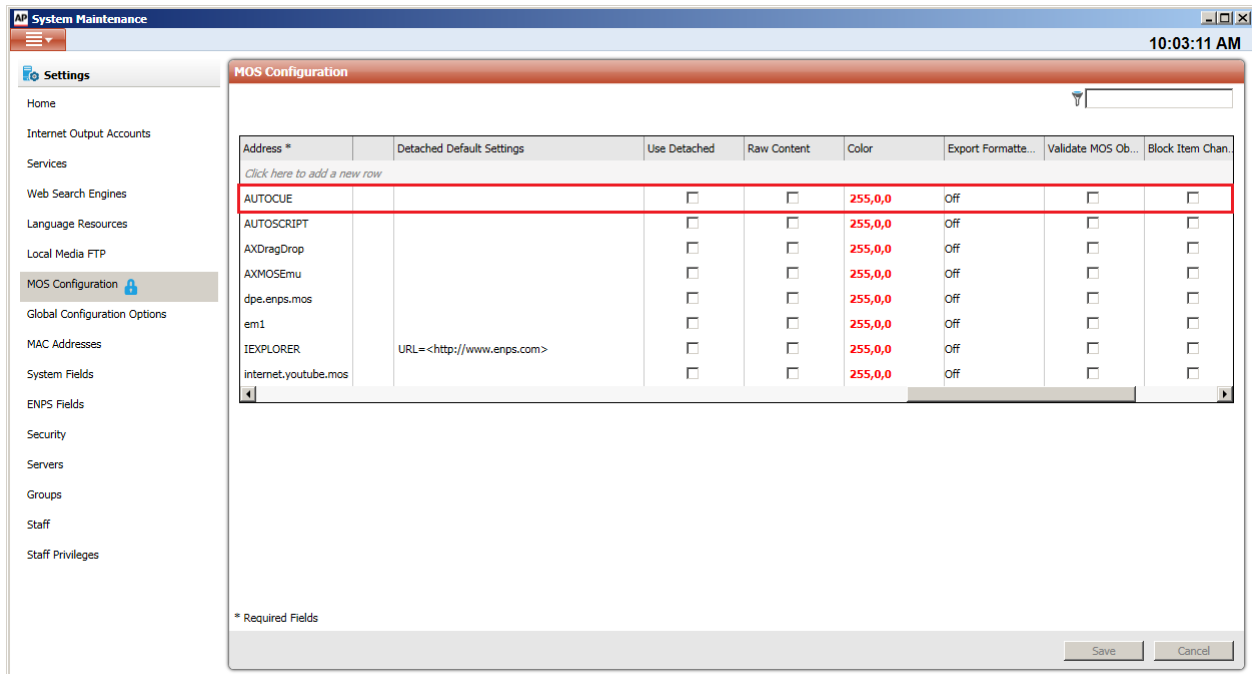 AP System Maintenance
10:03:11 AM
Settings
Home
Internet Output Accounts
Services
Web Search Engines
Language Resources
Local Media FTP
MOS Configuration
Global Configuration Options
MAC Addresses
System Fields
ENPS Fields
Security
Servers
Groups
Staff
Staff Privileges
MOS Configuration
Address * Detached Default Settings Use Detached Raw Content Color Export Formatte... Validate MOS Ob... Block Item Chan..
Click here to add a new row
AUTOCUE 255,0,0 Off
AUTOSCRIPT 255,0,0 Off
AXDragDrop 255,0,0 Off
AXMOSEmu 255,0,0 Off
dpe.enps.mos 255,0,0 Off
em1 255,0,0 Off
IEXPLORER URL=<http://www.enps.com> 255,0,0 Off
internet.youtube.mos 255,0,0 Off
* Required Fields
Save Cancel